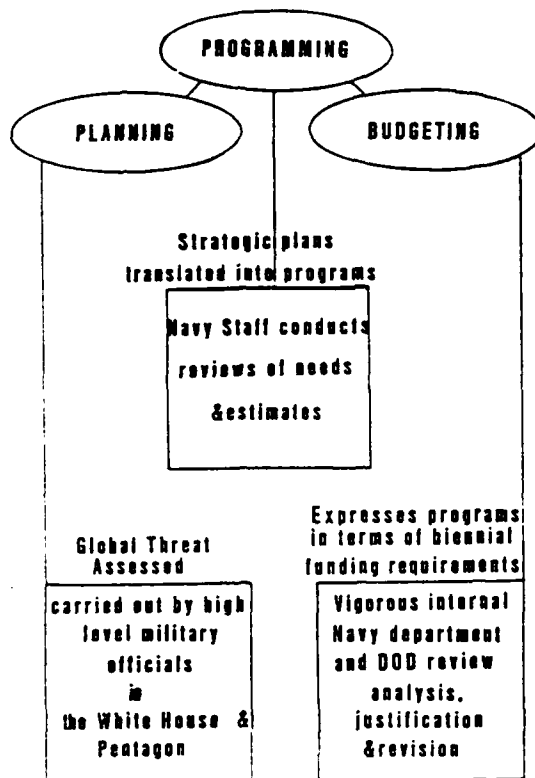 PROGRAMMING
PLANNING
BUDGETING
Strategic plans
translated into programs
Navy Staff conducts
reviews of needs
&estimates
Global Threat
Assessed
carried out by high
level military
officials
in
the White House &
Pentagon
Expresses programs
in terms of biennial
funding requirements
Vigorous internal
Navy department
and DOD review
analysis,
justification
&revision